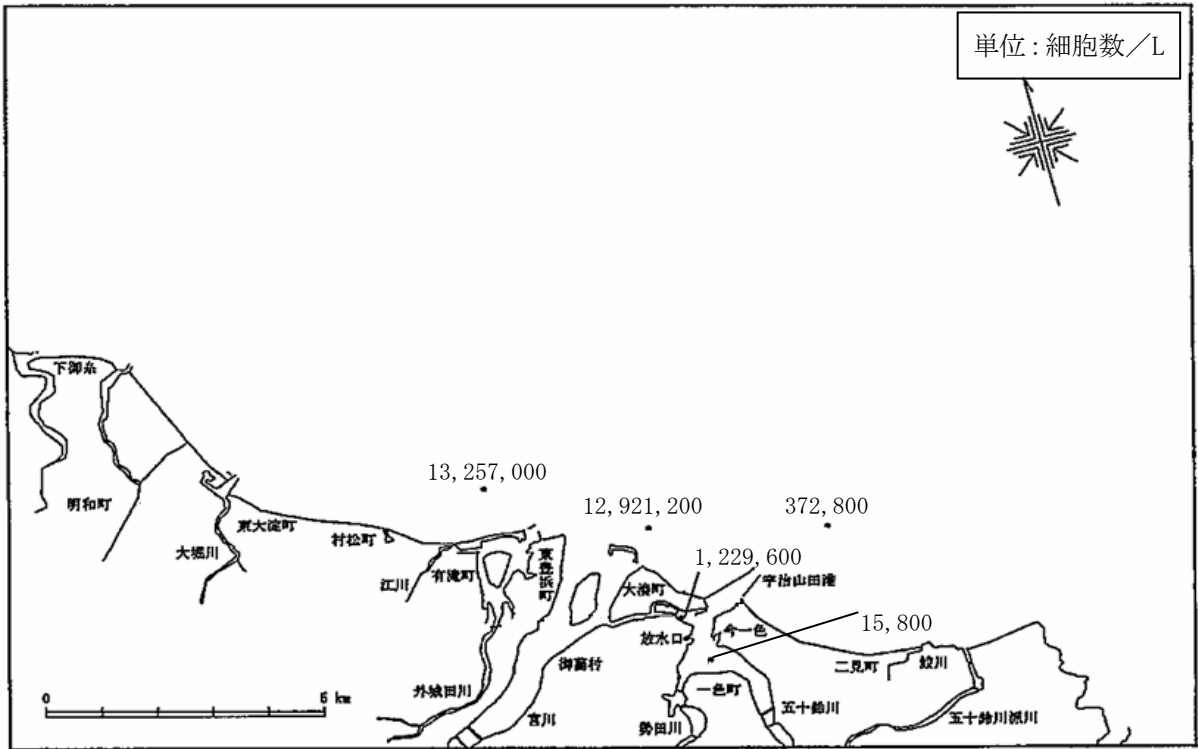 単位：細胞数／L
下御糸
13,257,000
12,921,200
372,800
明和町
東大淀町
村松町
大堀川
江川
有滝町
東豊浜町
大湊町
1,229,600
宇治山田港
放水口
今一色
15,800
二見町
鮫川
御薗村
外城田川
一色町
宮川
勢田川
五十鈴川
五十鈴川派川
0
6 km